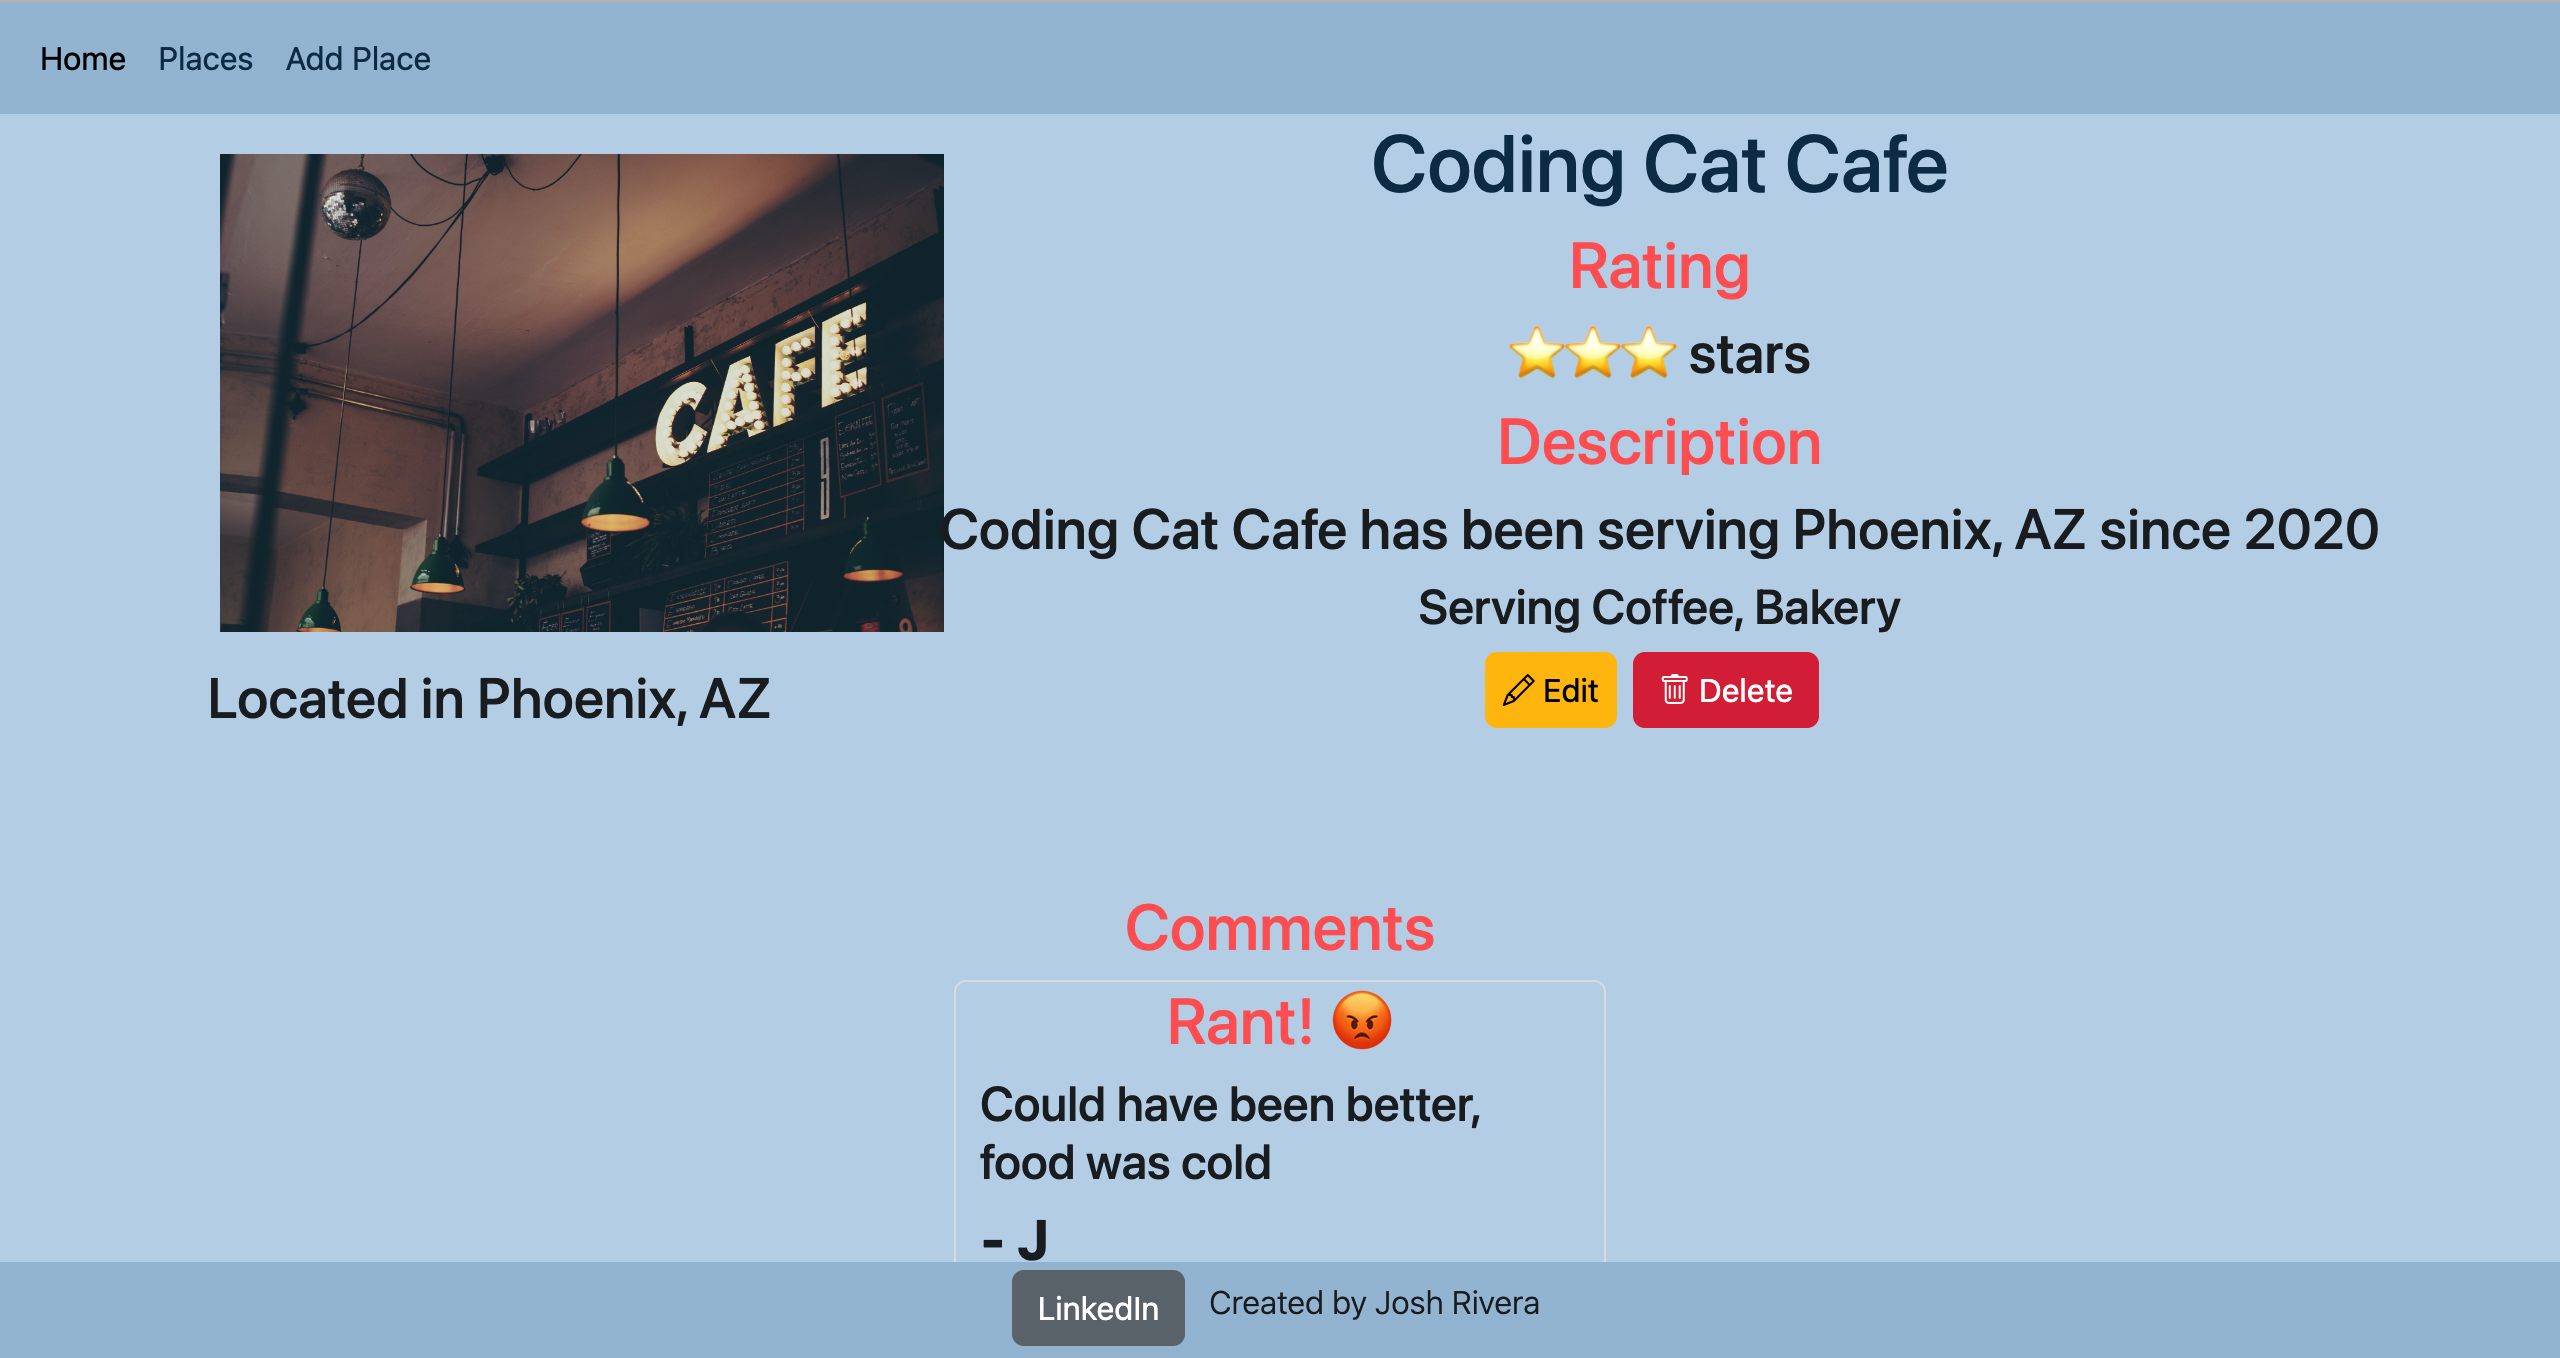 Home Places Add Place
Coding Cat Cafe
Rating
⭐⭐⭐ stars
Description
CAFE
Coding Cat Cafe has been serving Phoenix, AZ since 2020
Serving Coffee, Bakery
Edit Delete
Located in Phoenix, AZ
Comments
Rant! 😡
Could have been better,
food was cold
- J
LinkedIn Created by Josh Rivera